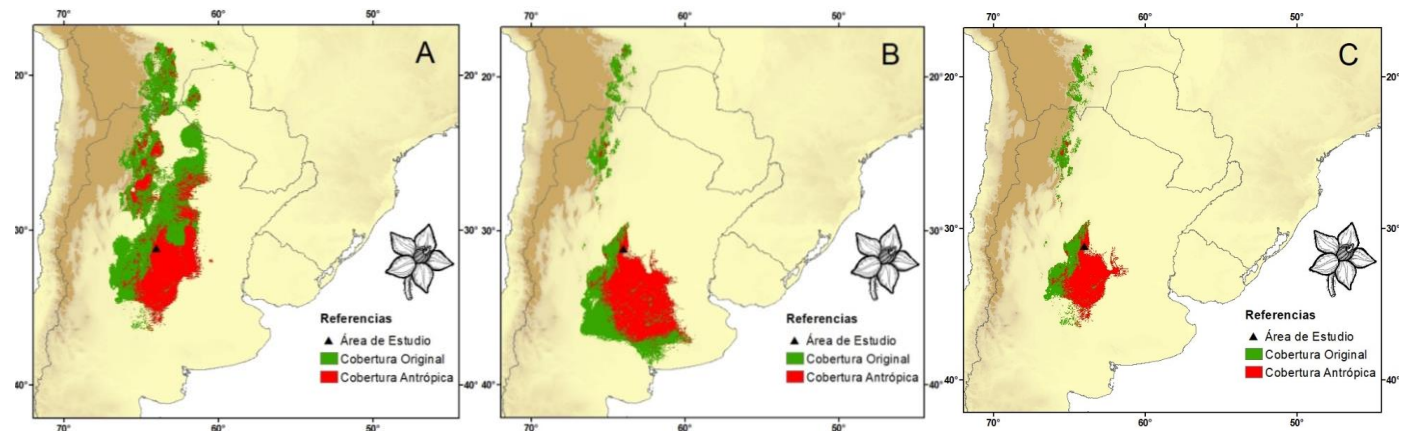 70° 60° 50°
A
20° 20°
30° 30°
40° 40°
Referencias
Área de Estudio
Cobertura Original
Cobertura Antrópica
70° 60° 50°
70° 60° 50°
B
20° 20°
30° 30°
40° 40°
Referencias
Área de Estudio
Cobertura Original
Cobertura Antrópica
70° 60° 50°
70° 60° 50°
C
20° 20°
30° 30°
40° 40°
Referencias
Área de Estudio
Cobertura Original
Cobertura Antrópica
70° 60° 50°